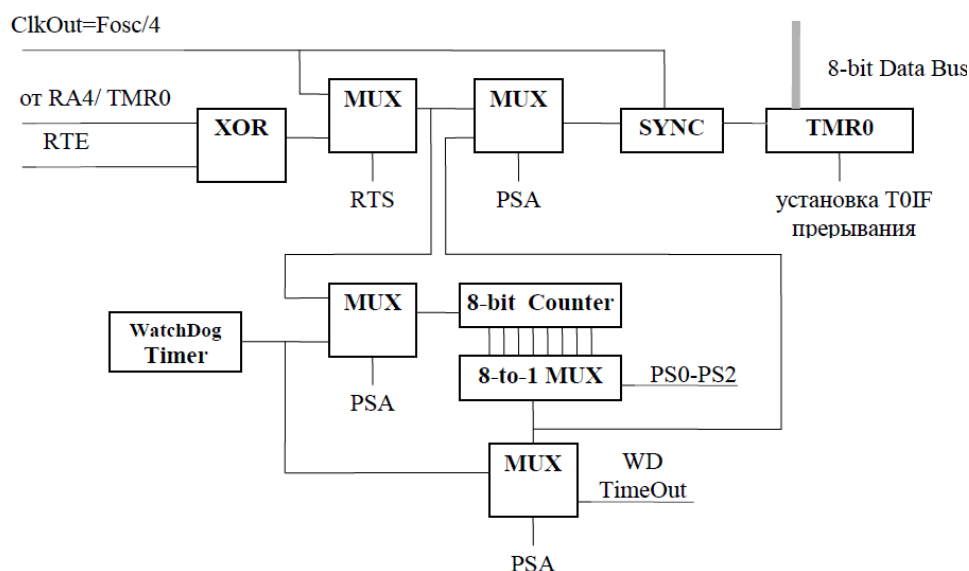 ClkOut=Fosc/4
8-bit Data Bus
от RA4/ TMR0
MUX
MUX
XOR
SYNC
TMR0
RTE
RTS
PSA
установка T0IF
прерывания
MUX
8-bit Counter
WatchDog
Timer
8-to-1 MUX
PS0-PS2
PSA
MUX
WD
TimeOut
PSA